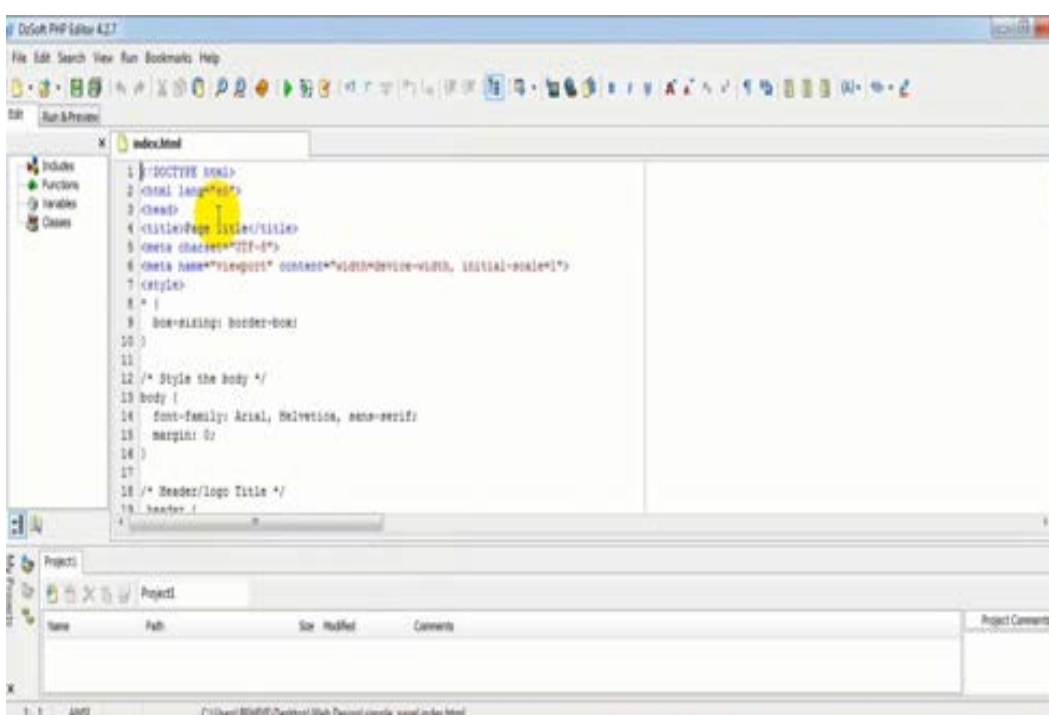 DzSoft PHP Editor 4.2.7
File Edit Search View Run Bookmarks Help
Edit Run & Preview
index.html
Includes
Functions
Variables
Classes
1 <!DOCTYPE html>
2 <html lang="en">
3 <head>
4 <title>Page Title</title>
5 <meta charset="UTF-8">
6 <meta name="viewport" content="width=device-width, initial-scale=1">
7 <style>
8 * {
9 box-sizing: border-box;
10 }
11
12 /* Style the body */
13 body {
14 font-family: Arial, Helvetica, sans-serif;
15 margin: 0;
16 }
17
18 /* Header/logo Title */
19 .header {
Project1
Project1
Name Path Size Modified Comments
Project Comments
1: 1 ANSI